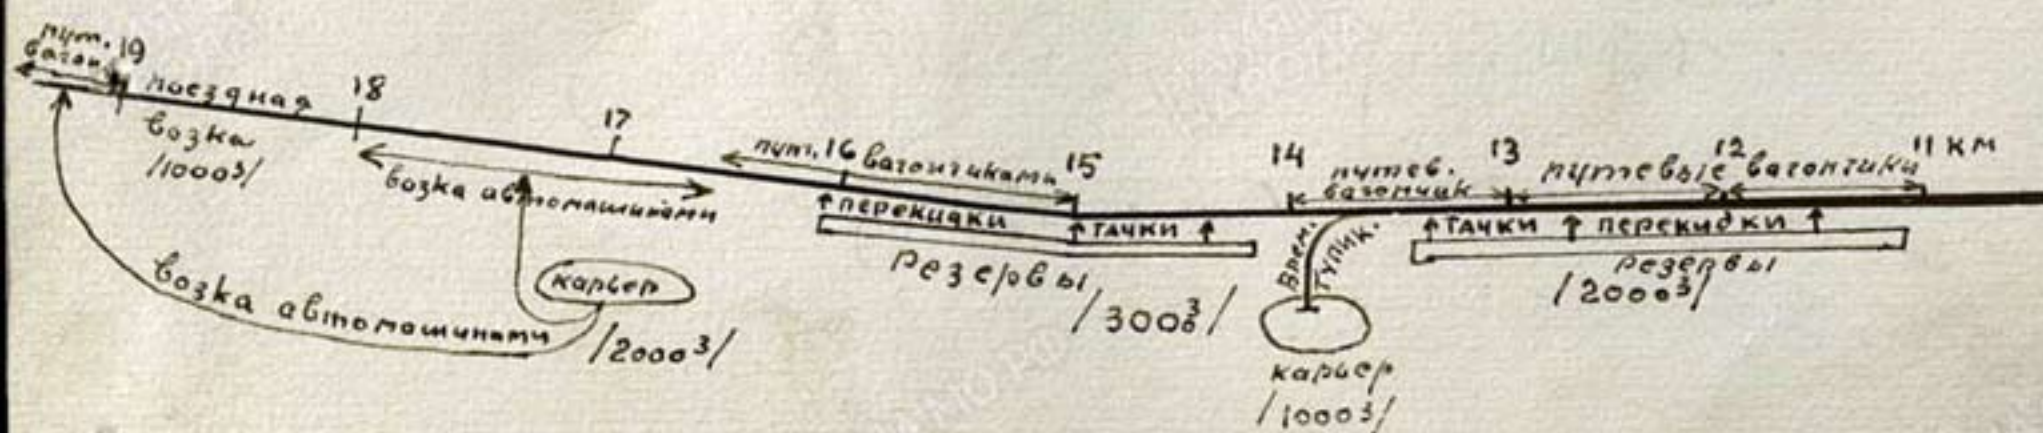 пут.
вагон.
19
поездная
возка
/1000³/
18
17
возка автомашинами
пут. 16 вагончиками
15
перекидки
тачки
резервы
/3000³/
14
путев.
вагончик
13
путевые 12 вагончики
11 км
тачки
перекидки
резервы
/2000³/
Врем.
тупик.
карьер
/1000³/
карьер
/2000³/
возка автомашинами